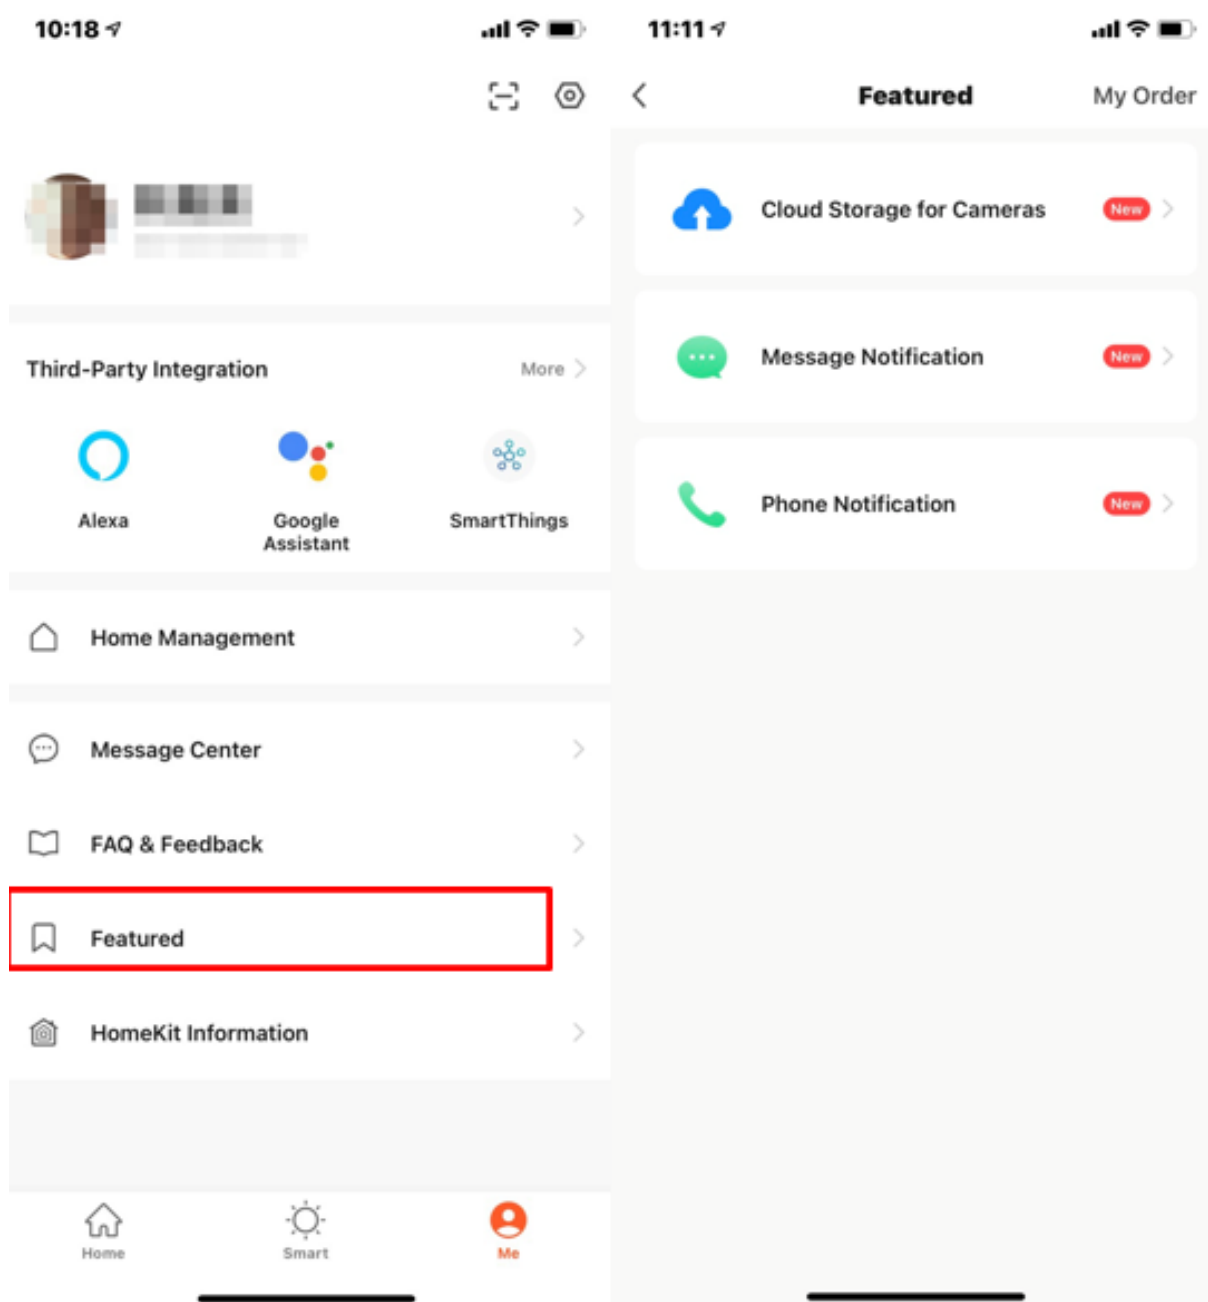 10:18
Third-Party Integration
More
Alexa
Google
Assistant
SmartThings
Home Management
Message Center
FAQ & Feedback
Featured
HomeKit Information
Home
Smart
Me
11:11
Featured
My Order
Cloud Storage for Cameras
New
Message Notification
New
Phone Notification
New